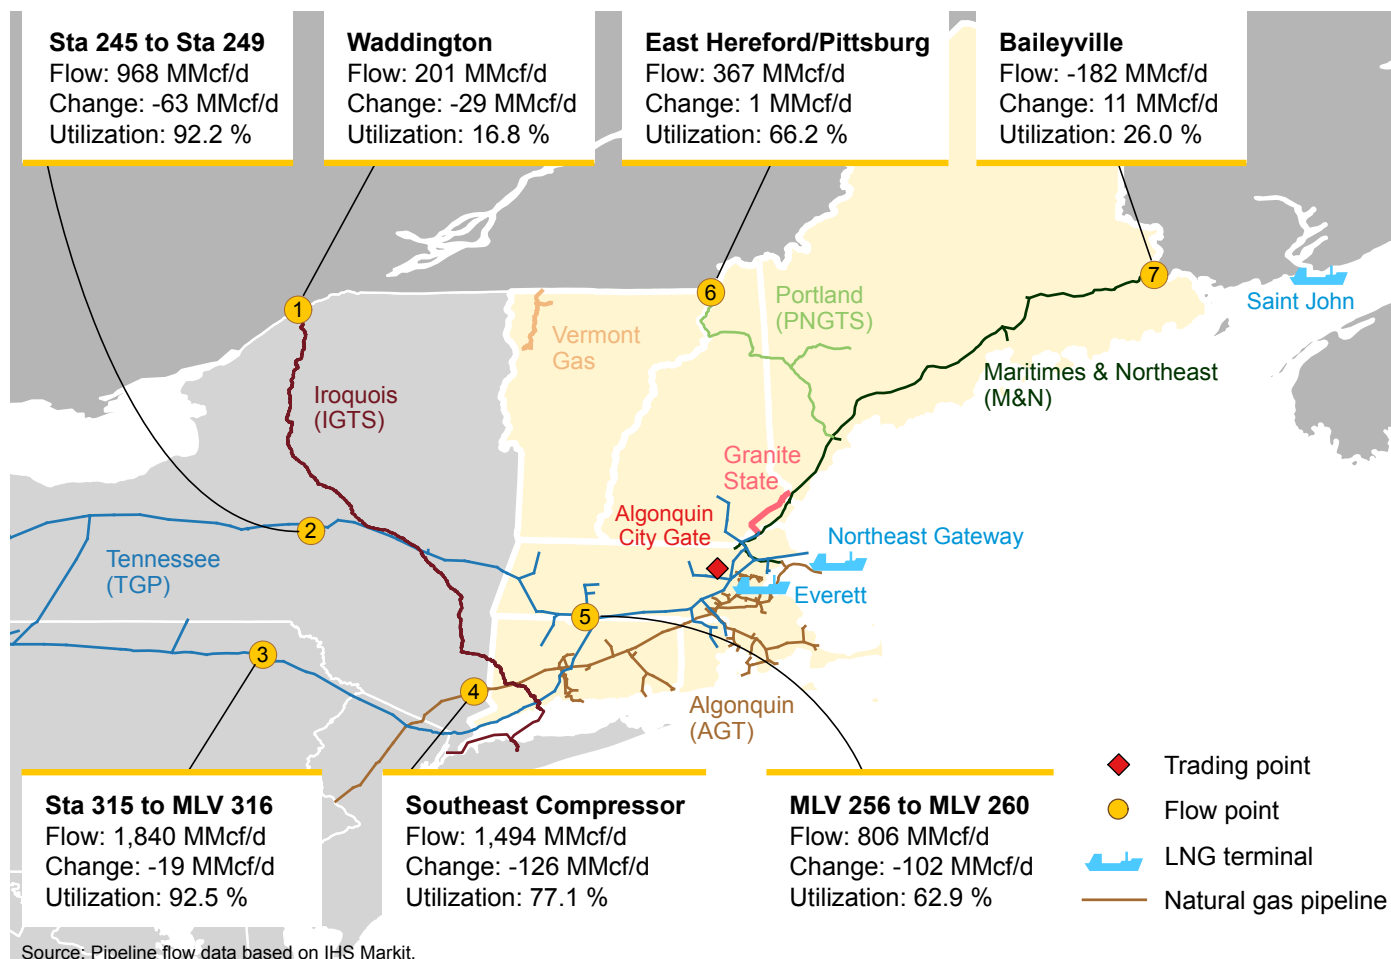 Sta 245 to Sta 249
Flow: 968 MMcf/d
Change: -63 MMcf/d
Utilization: 92.2 %
Waddington
Flow: 201 MMcf/d
Change: -29 MMcf/d
Utilization: 16.8 %
East Hereford/Pittsburg
Flow: 367 MMcf/d
Change: 1 MMcf/d
Utilization: 66.2 %
Baileyville
Flow: -182 MMcf/d
Change: 11 MMcf/d
Utilization: 26.0 %
1
6
7
Saint John
Portland
(PNGTS)
Vermont
Gas
Maritimes & Northeast
(M&N)
Iroquois
(IGTS)
Granite
State
Algonquin
City Gate
2
Northeast Gateway
Tennessee
(TGP)
Everett
5
3
4
Algonquin
(AGT)
Sta 315 to MLV 316
Flow: 1,840 MMcf/d
Change: -19 MMcf/d
Utilization: 92.5 %
Southeast Compressor
Flow: 1,494 MMcf/d
Change: -126 MMcf/d
Utilization: 77.1 %
MLV 256 to MLV 260
Flow: 806 MMcf/d
Change: -102 MMcf/d
Utilization: 62.9 %
Trading point
Flow point
LNG terminal
Natural gas pipeline
Source: Pipeline flow data based on IHS Markit.